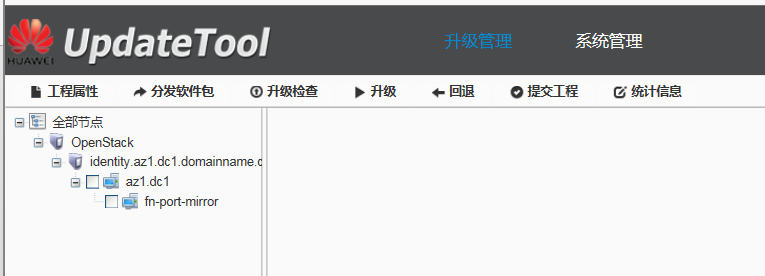 HUAWEI UpdateTool 升级管理 系统管理
工程属性 分发软件包 升级检查 升级 回退 提交工程 统计信息
全部节点
OpenStack
identity.az1.dc1.domainname.c
az1.dc1
fn-port-mirror